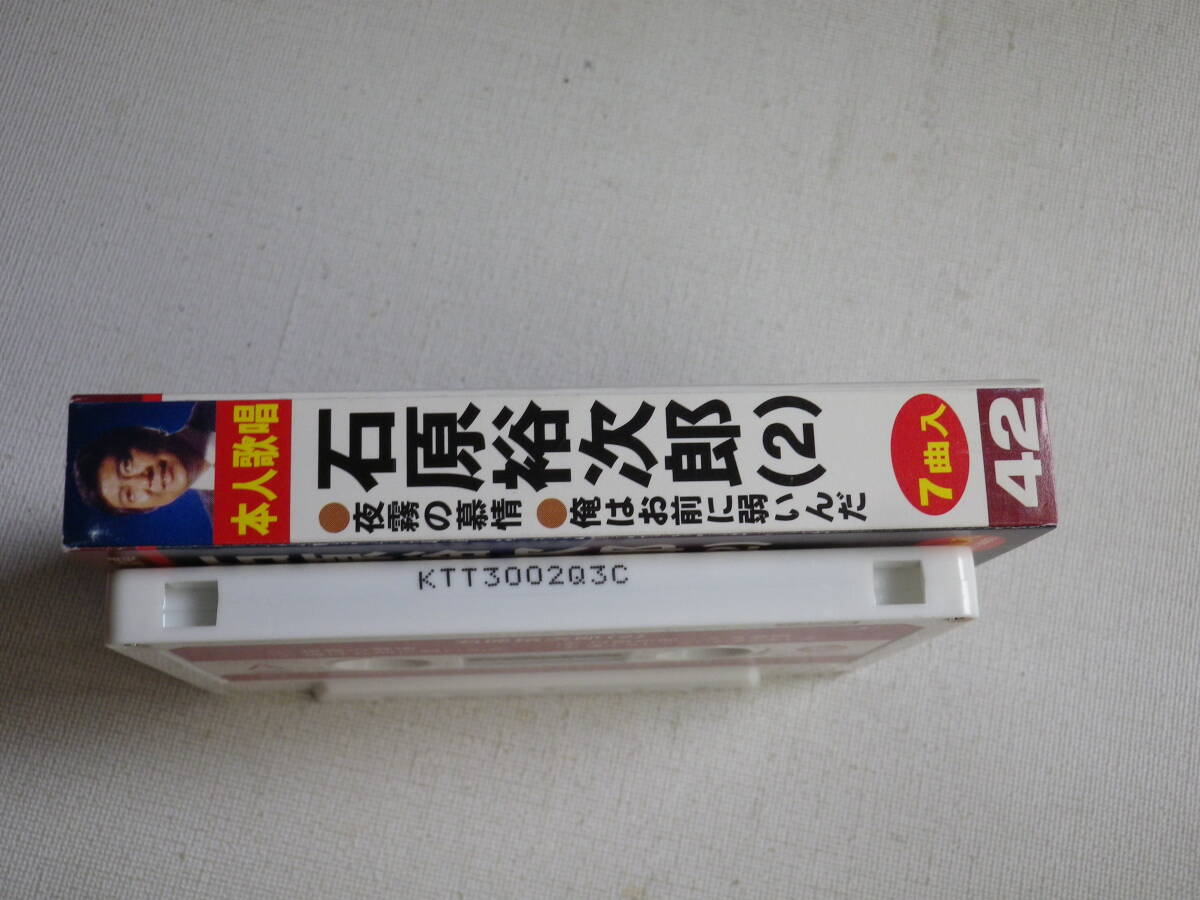 本人歌唱
石原裕次郎(2)
●夜霧の慕情 ●俺はお前に弱いんだ
7曲入
42
KTT3002Q3C